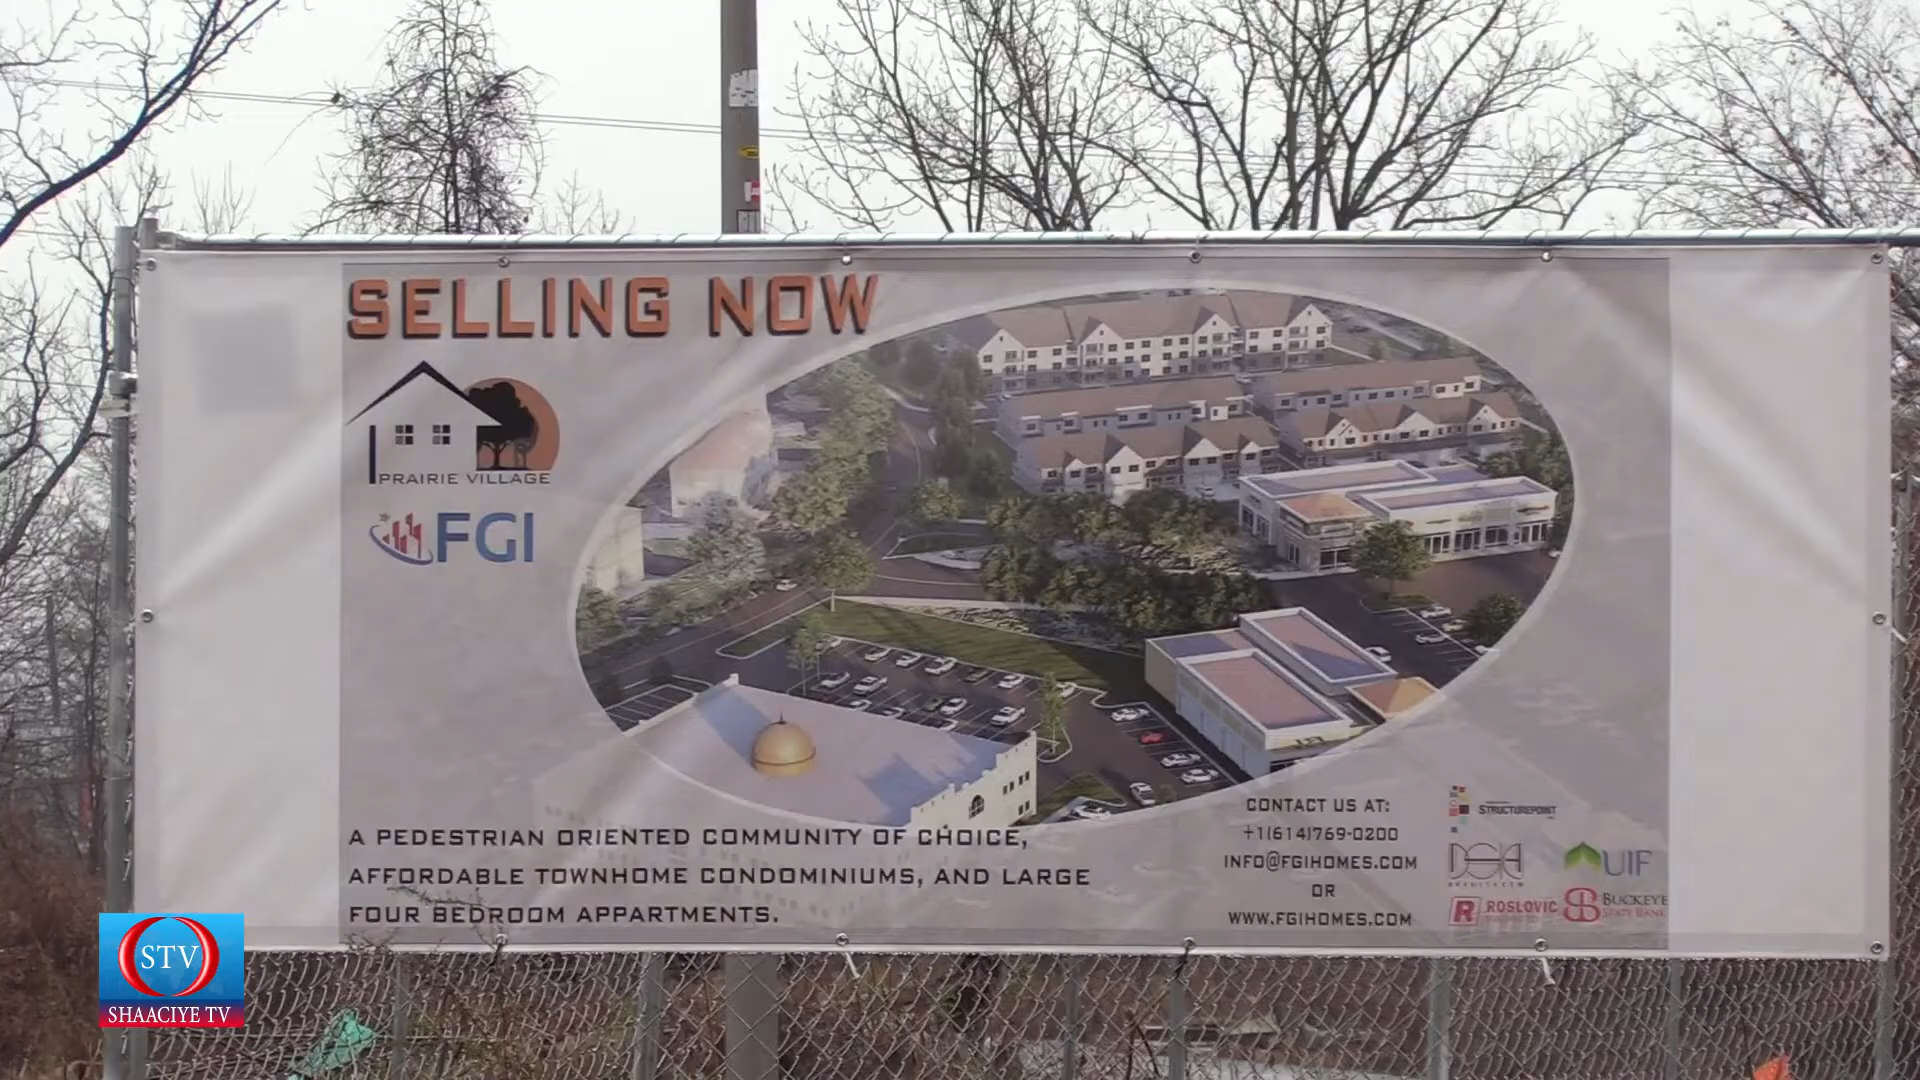 SELLING NOW
PRAIRIE VILLAGE
FGI
A PEDESTRIAN ORIENTED COMMUNITY OF CHOICE,
AFFORDABLE TOWNHOME CONDOMINIUMS, AND LARGE
FOUR BEDROOM APPARTMENTS.
CONTACT US AT:
+1(614)769-0200
INFO@FGIHOMES.COM
OR
WWW.FGIHOMES.COM
STRUCTUREPOINT
UIF
ROSLOVIC
BUCKEYE
STATE BANK
STV
SHAACIYE TV